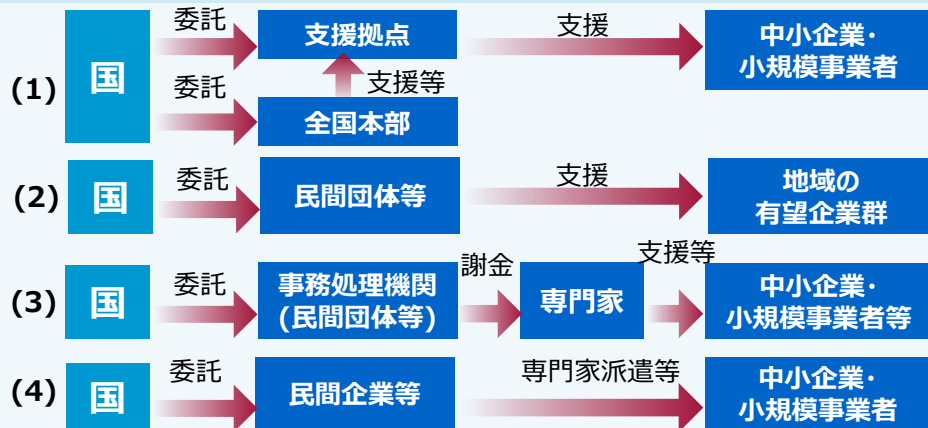 委託
支援拠点
支援
中小企業・
小規模事業者
(1)
国
委託
支援等
全国本部
(2)
国
委託
民間団体等
支援
地域の
有望企業群
(3)
国
委託
事務処理機関
(民間団体等)
謝金
専門家
支援等
中小企業・
小規模事業者等
(4)
国
委託
民間企業等
専門家派遣等
中小企業・
小規模事業者